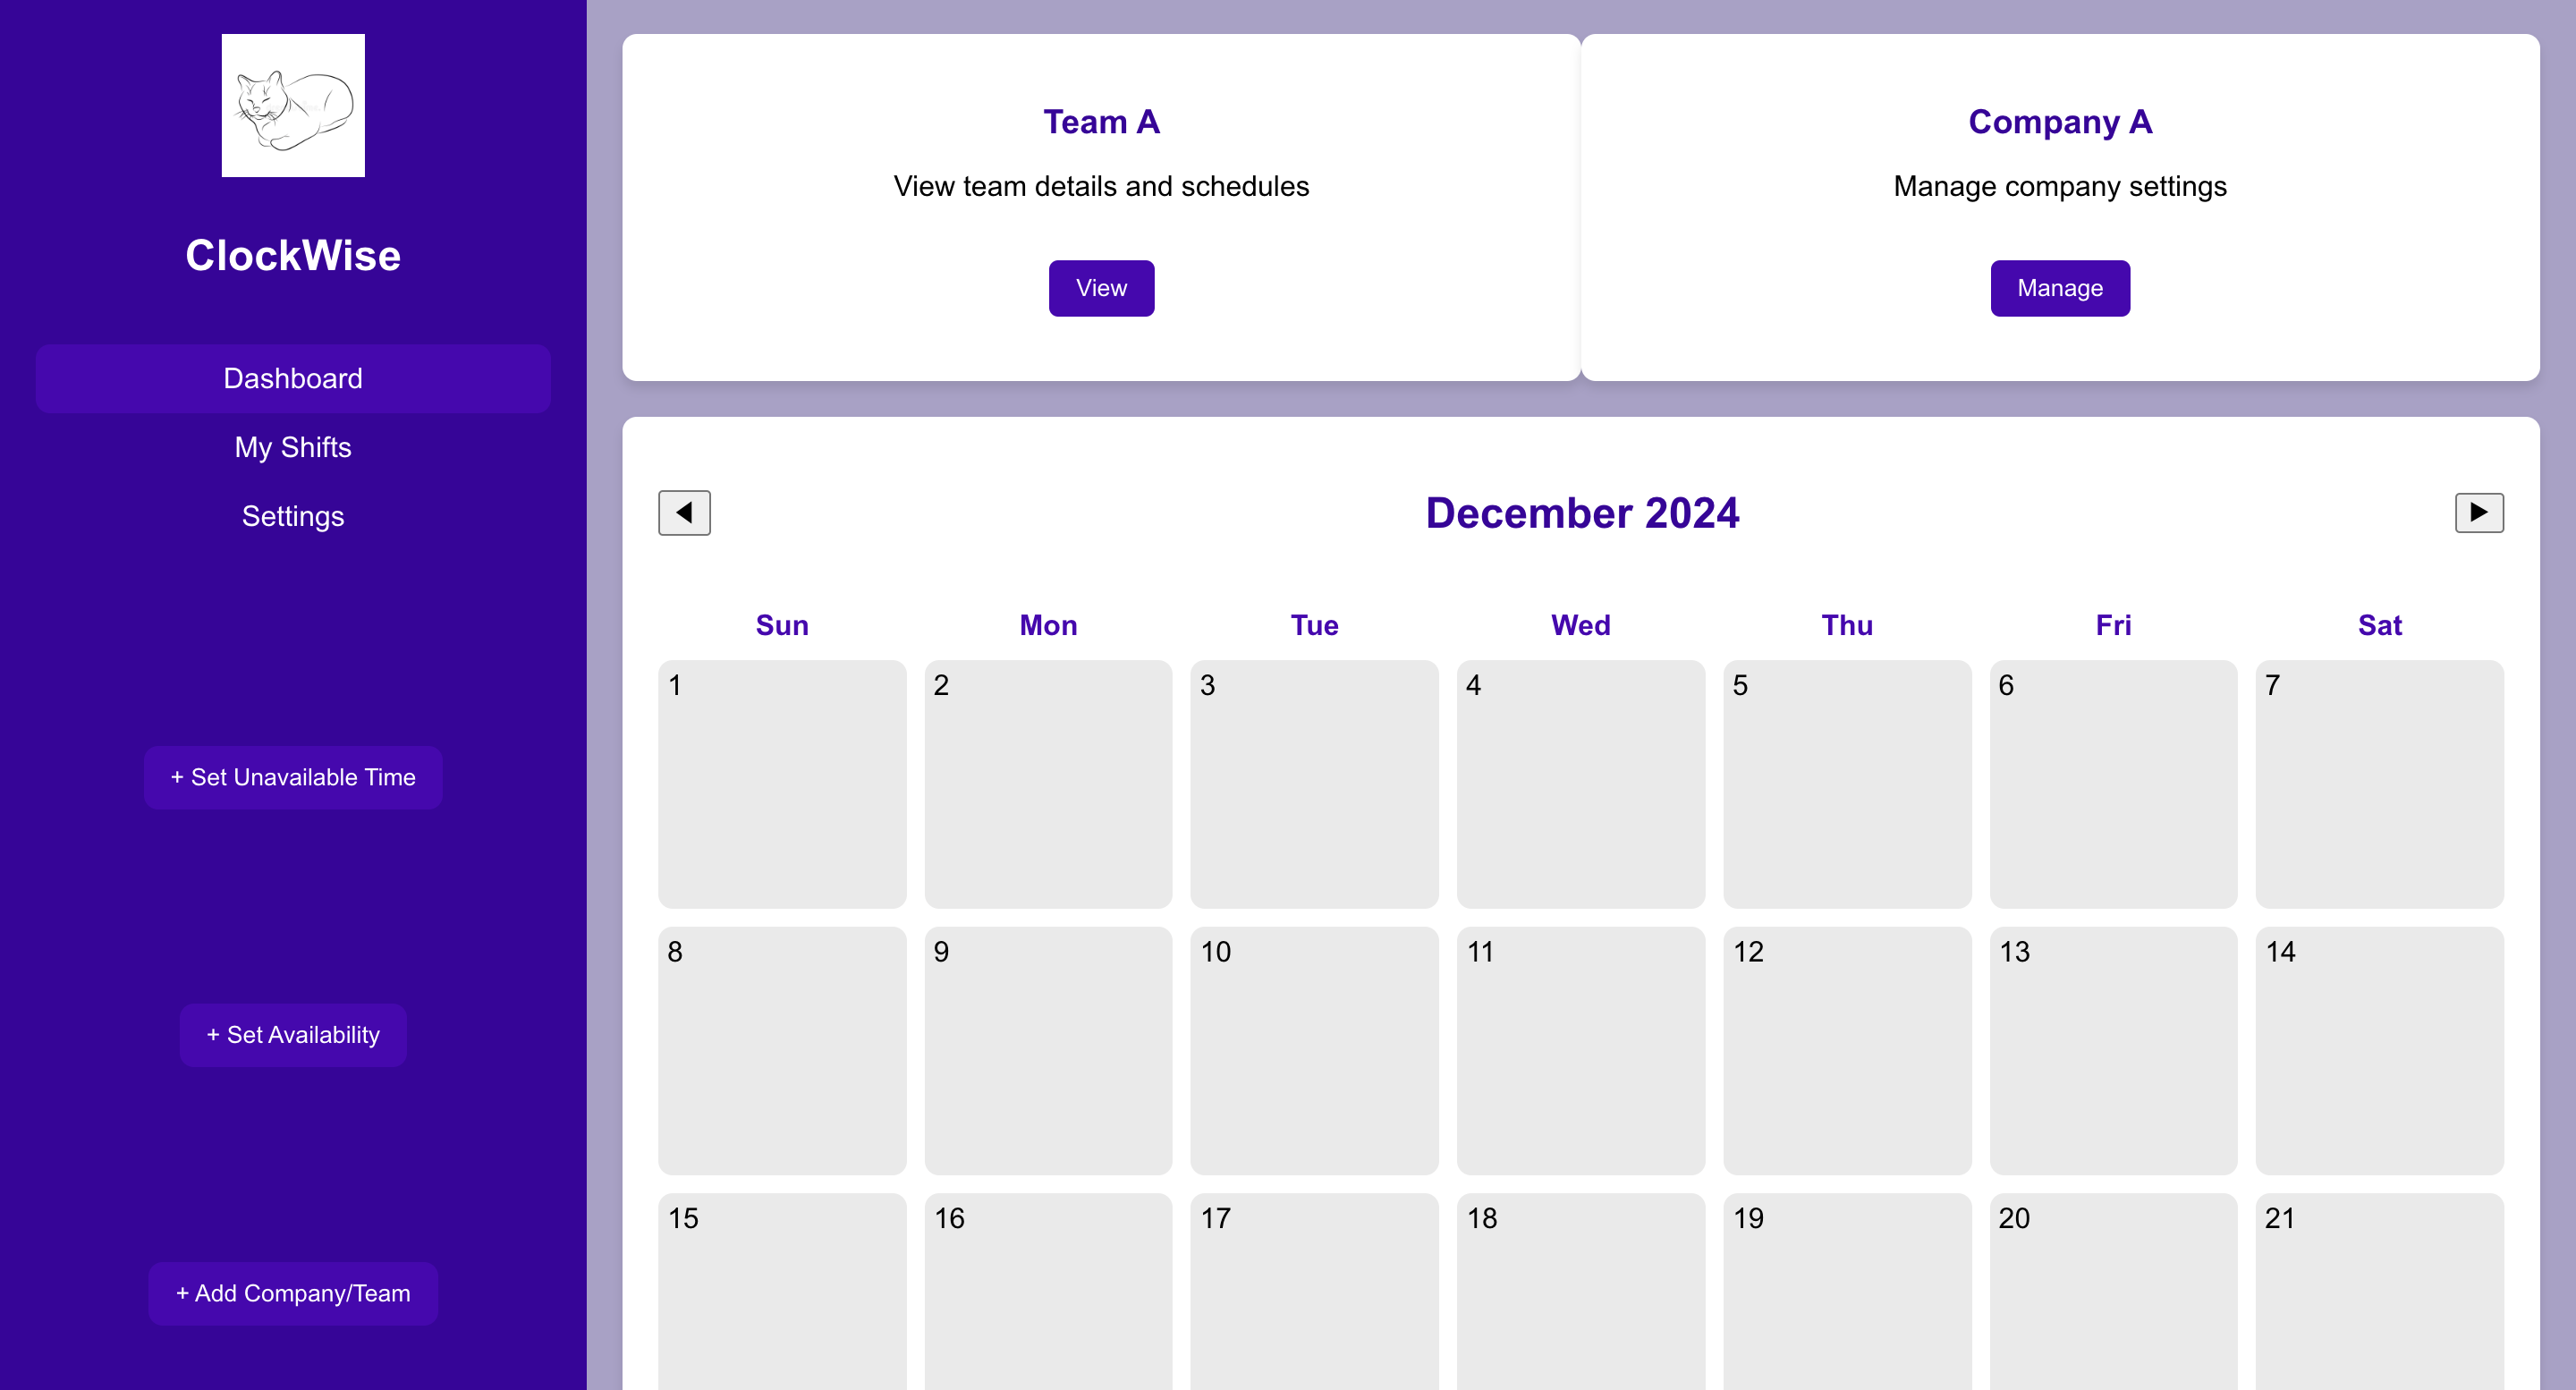 ClockWise
Dashboard
My Shifts
Settings
+ Set Unavailable Time
+ Set Availability
+ Add Company/Team
Team A
View team details and schedules
View
Company A
Manage company settings
Manage
December 2024
Sun Mon Tue Wed Thu Fri Sat
1 2 3 4 5 6 7
8 9 10 11 12 13 14
15 16 17 18 19 20 21